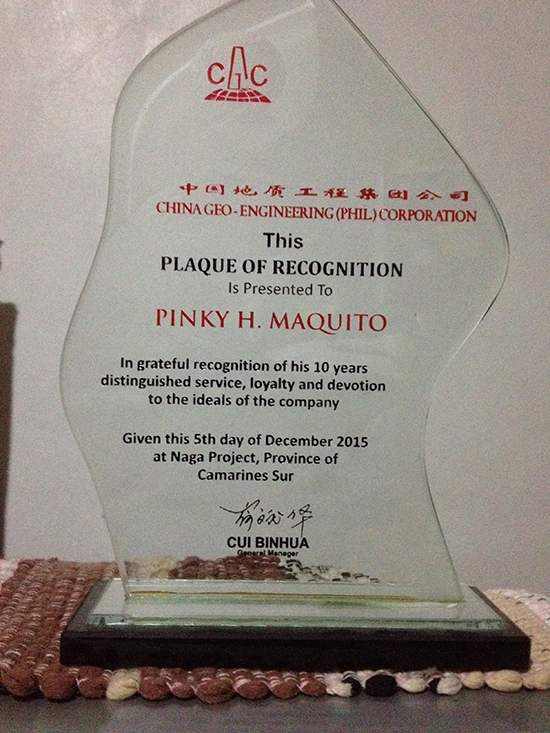 CGC
中国地质工程集团公司
CHINA GEO-ENGINEERING (PHIL) CORPORATION
This
PLAQUE OF RECOGNITION
Is Presented To
PINKY H. MAQUITO
In grateful recognition of his 10 years
distinguished service, loyalty and devotion
to the ideals of the company
Given this 5th day of December 2015
at Naga Project, Province of
Camarines Sur
CUI BINHUA
General Manager